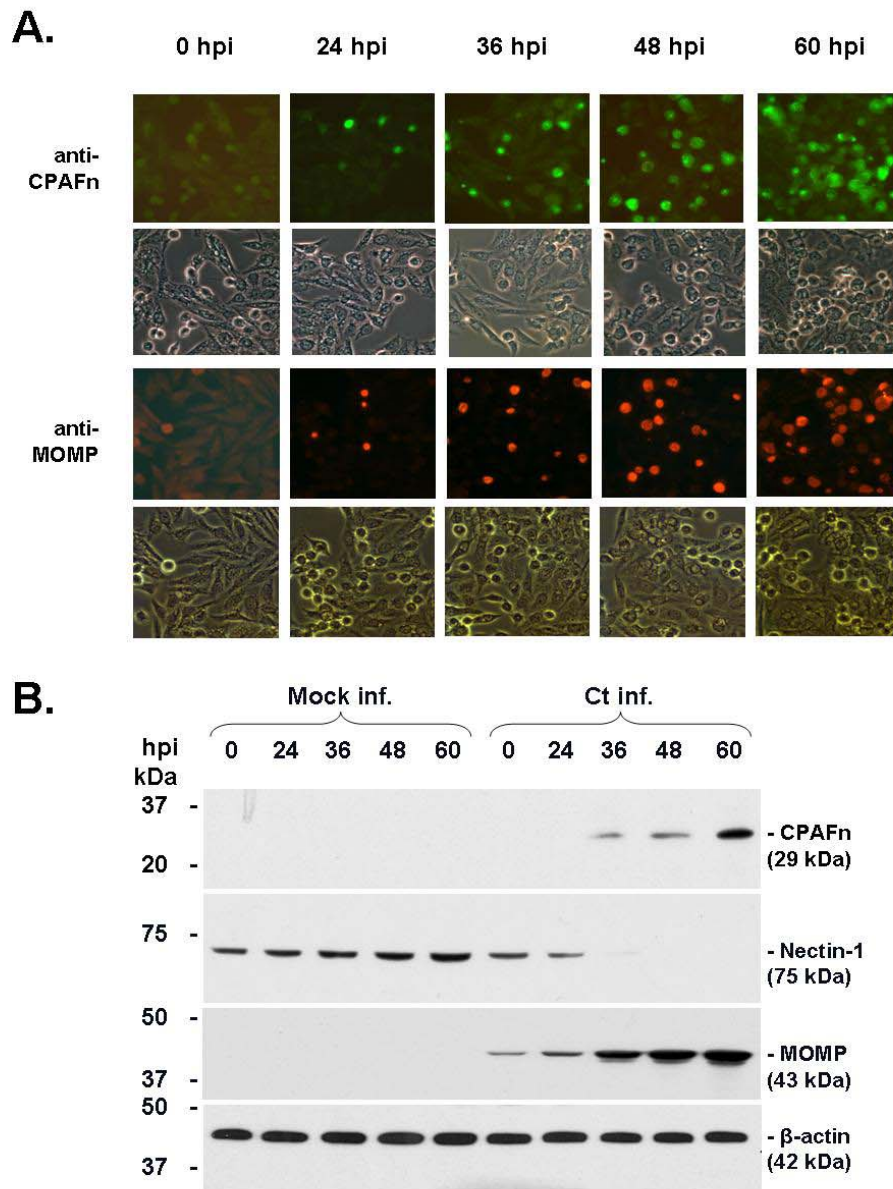 A.
0 hpi 24 hpi 36 hpi 48 hpi 60 hpi
anti-
CPAFn
anti-
MOMP
B.
Mock inf. Ct inf.
hpi 0 24 36 48 60 0 24 36 48 60
kDa
37 -
- CPAFn
(29 kDa)
20 -
75 -
- Nectin-1
(75 kDa)
50 -
- MOMP
(43 kDa)
37 -
50 -
- β-actin
(42 kDa)
37 -